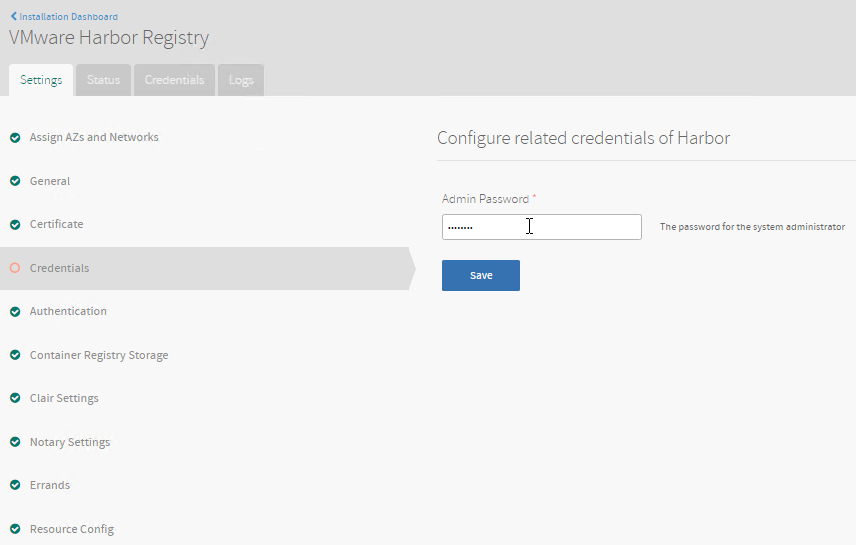 Installation Dashboard
VMware Harbor Registry
Settings Status Credentials Logs
Assign AZs and Networks
General
Certificate
Credentials
Authentication
Container Registry Storage
Clair Settings
Notary Settings
Errands
Resource Config
Configure related credentials of Harbor
Admin Password *
••••••••
The password for the system administrator
Save